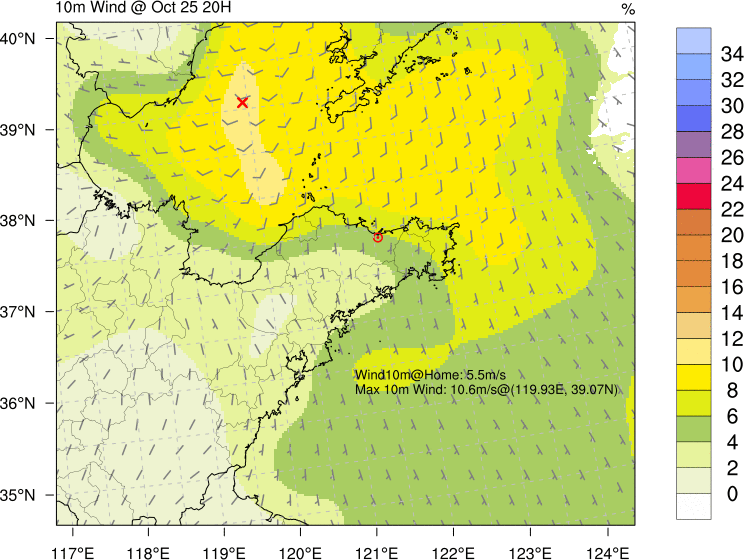 10m Wind @ Oct 25 20H
%
40°N
39°N
38°N
37°N
36°N
35°N
Wind10m@Home: 5.5m/s
Max 10m Wind: 10.6m/s@(119.93E, 39.07N)
117°E
118°E
119°E
120°E
121°E
122°E
123°E
124°E
34
32
30
28
26
24
22
20
18
16
14
12
10
8
6
4
2
0